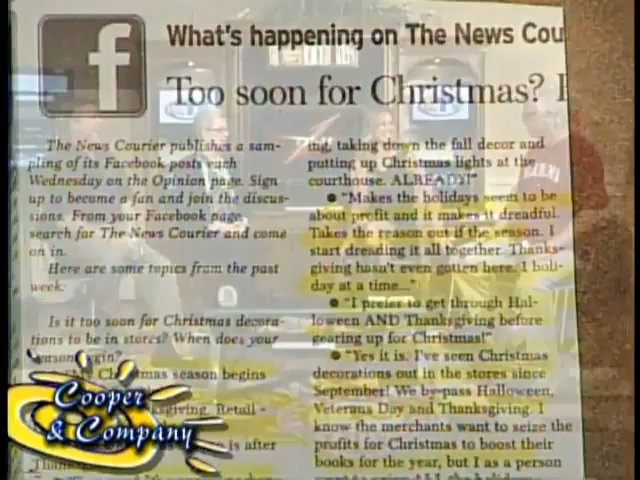 f
What's happening on The News Cou
Too soon for Christmas?
The News Courier publishes a sam-
pling of its Facebook posts each
Wednesday on the Opinion page. Sign
up to become a fan and join the discus-
sions. From your Facebook page,
search for The News Courier and come
on in.
Here are some topics from the past
week:
Is it too soon for Christmas decora-
tions to be in stores? When does your
season begin?
Christmas season begins
Thanksgiving. Retail -
is after
ing, taking down the fall decor and
putting up Christmas lights at the
courthouse. ALREADY!"
● "Makes the holidays seem to be
about profit and it makes it dreadful.
Takes the reason out if the season. I
start dreading it all together. Thanks-
giving hasn't even gotten here. 1 holi-
day at a time..."
● "I prefer to get through Hal-
loween AND Thanksgiving before
gearing up for Christmas!"
● "Yes it is. I've seen Christmas
decorations out in the stores since
September! We by-pass Halloween,
Veterans Day and Thanksgiving. I
know the merchants want to seize the
profits for Christmas to boost their
books for the year, but I as a person
Cooper
& Company